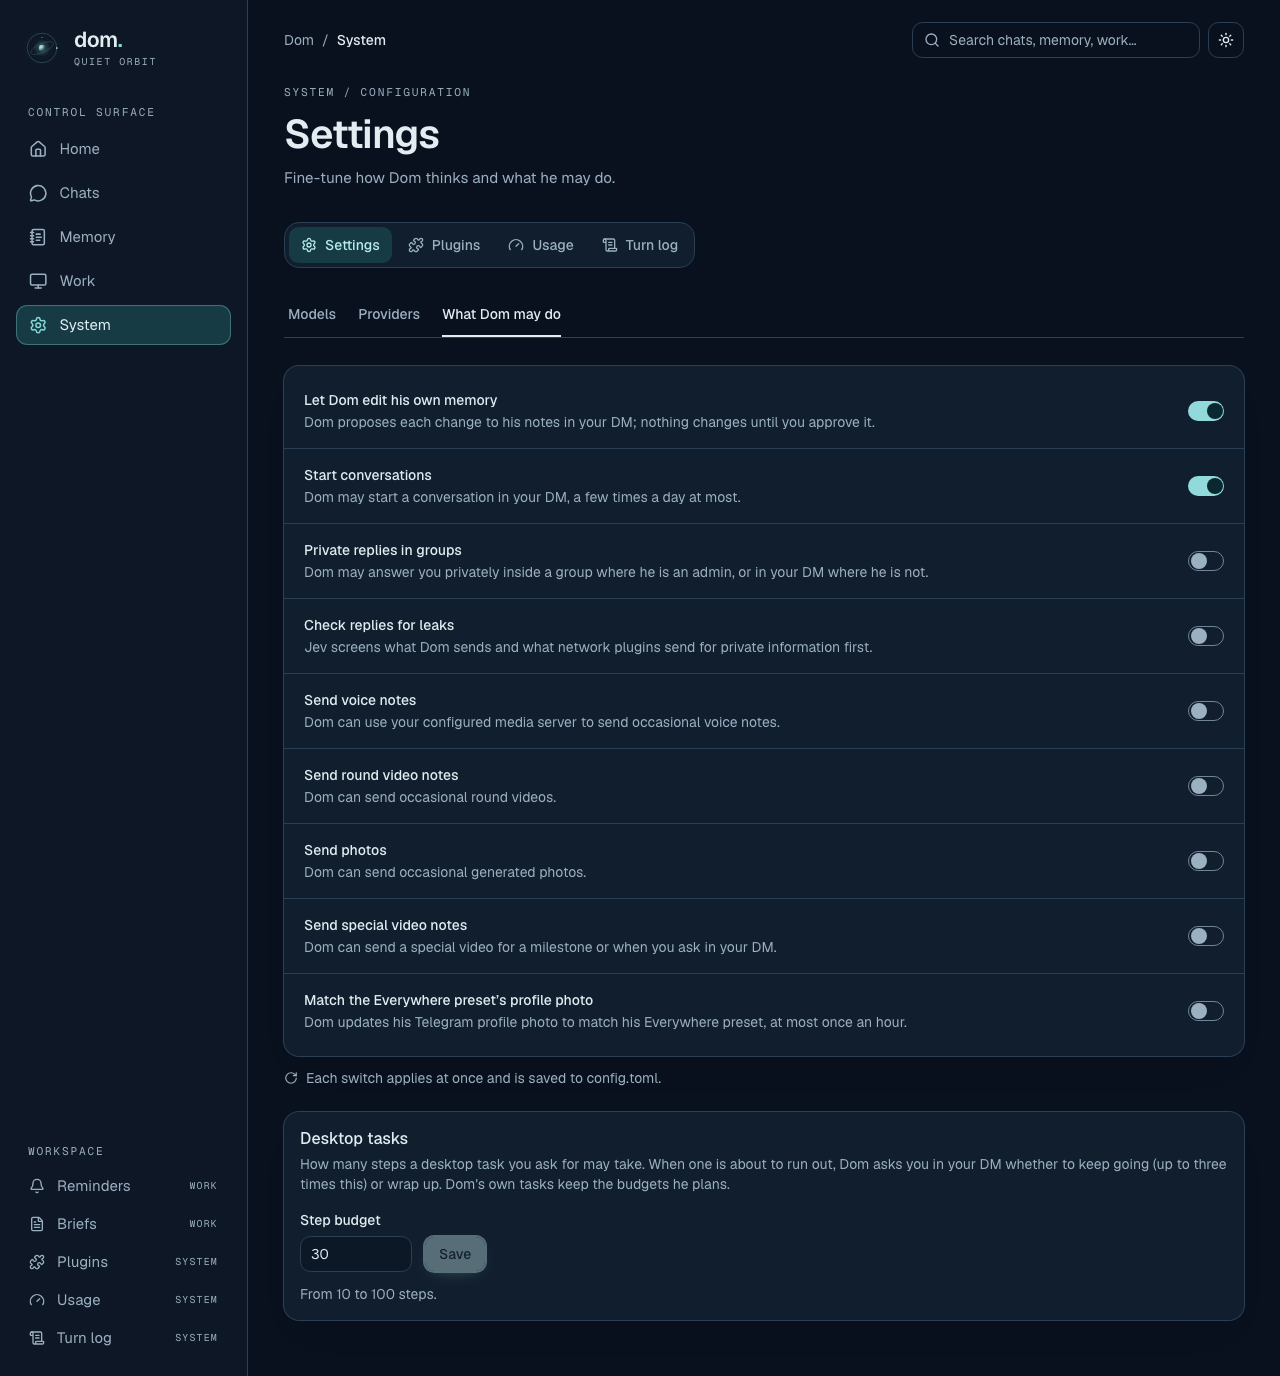 dom.
QUIET ORBIT
CONTROL SURFACE
Home
Chats
Memory
Work
System
WORKSPACE
Reminders WORK
Briefs WORK
Plugins SYSTEM
Usage SYSTEM
Turn log SYSTEM
Dom / System
Search chats, memory, work…
SYSTEM / CONFIGURATION
Settings
Fine-tune how Dom thinks and what he may do.
Settings Plugins Usage Turn log
Models Providers What Dom may do
Let Dom edit his own memory
Dom proposes each change to his notes in your DM; nothing changes until you approve it.
Start conversations
Dom may start a conversation in your DM, a few times a day at most.
Private replies in groups
Dom may answer you privately inside a group where he is an admin, or in your DM where he is not.
Check replies for leaks
Jev screens what Dom sends and what network plugins send for private information first.
Send voice notes
Dom can use your configured media server to send occasional voice notes.
Send round video notes
Dom can send occasional round videos.
Send photos
Dom can send occasional generated photos.
Send special video notes
Dom can send a special video for a milestone or when you ask in your DM.
Match the Everywhere preset's profile photo
Dom updates his Telegram profile photo to match his Everywhere preset, at most once an hour.
Each switch applies at once and is saved to config.toml.
Desktop tasks
How many steps a desktop task you ask for may take. When one is about to run out, Dom asks you in your DM whether to keep going (up to three
times this) or wrap up. Dom's own tasks keep the budgets he plans.
Step budget
30 Save
From 10 to 100 steps.